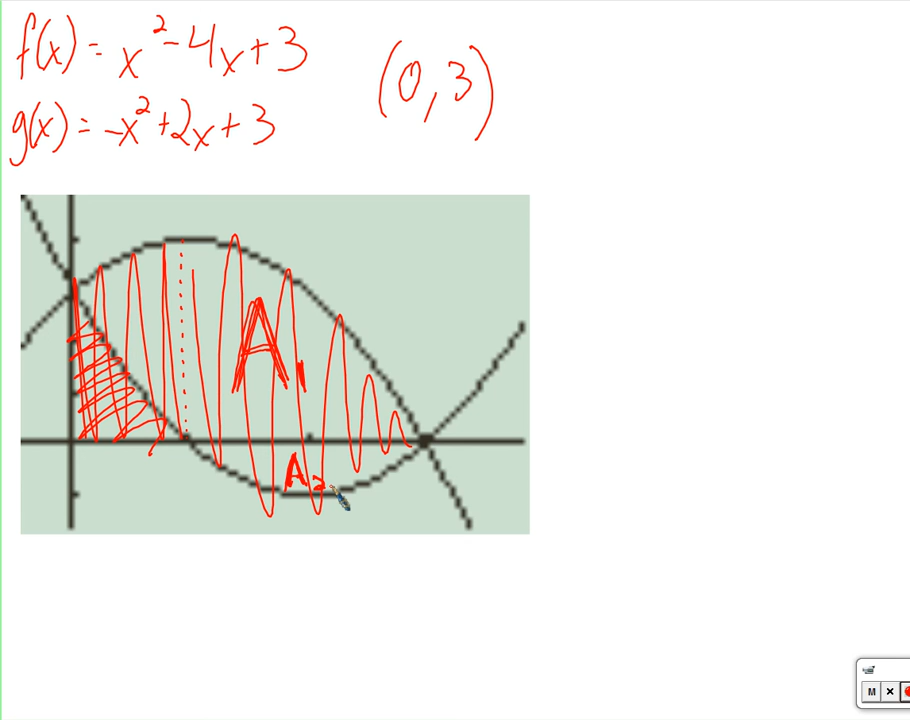 f(x) = x² - 4x + 3
(0, 3)
g(x) = -x² + 2x + 3
A₁
A₂
M ×